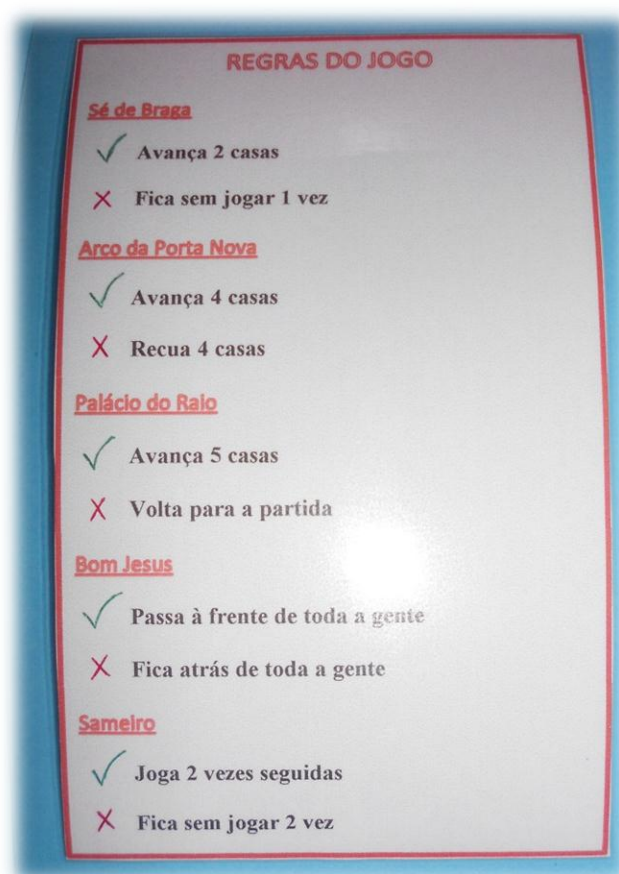 REGRAS DO JOGO
Sé de Braga
✓ Avança 2 casas
✗ Fica sem jogar 1 vez
Arco da Porta Nova
✓ Avança 4 casas
✗ Recua 4 casas
Palácio do Raio
✓ Avança 5 casas
✗ Volta para a partida
Bom Jesus
✓ Passa à frente de toda a gente
✗ Fica atrás de toda a gente
Sameiro
✓ Joga 2 vezes seguidas
✗ Fica sem jogar 2 vez